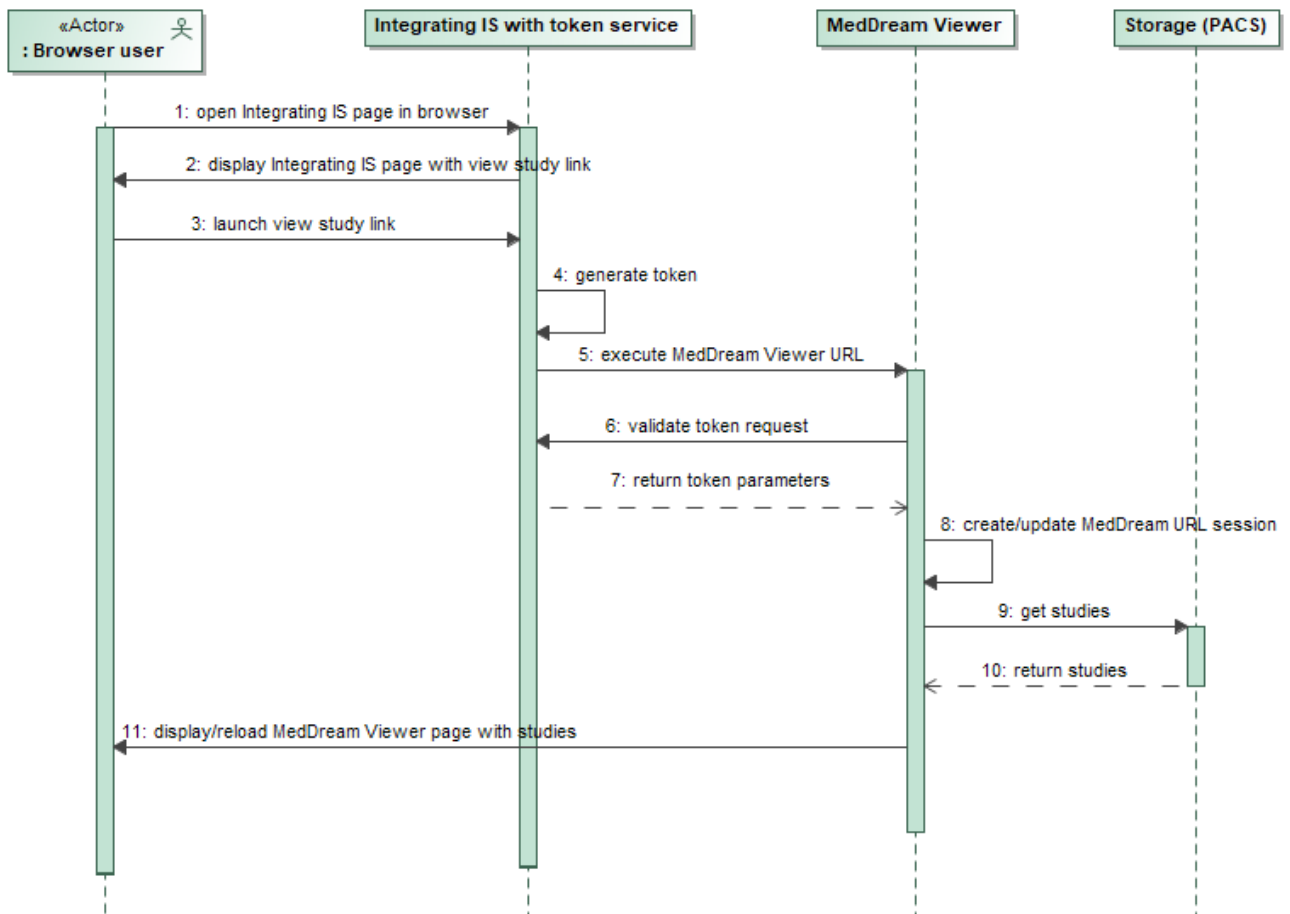 «Actor»
: Browser user
Integrating IS with token service
MedDream Viewer
Storage (PACS)
1: open Integrating IS page in browser
2: display Integrating IS page with view study link
3: launch view study link
4: generate token
5: execute MedDream Viewer URL
6: validate token request
7: return token parameters
8: create/update MedDream URL session
9: get studies
10: return studies
11: display/reload MedDream Viewer page with studies